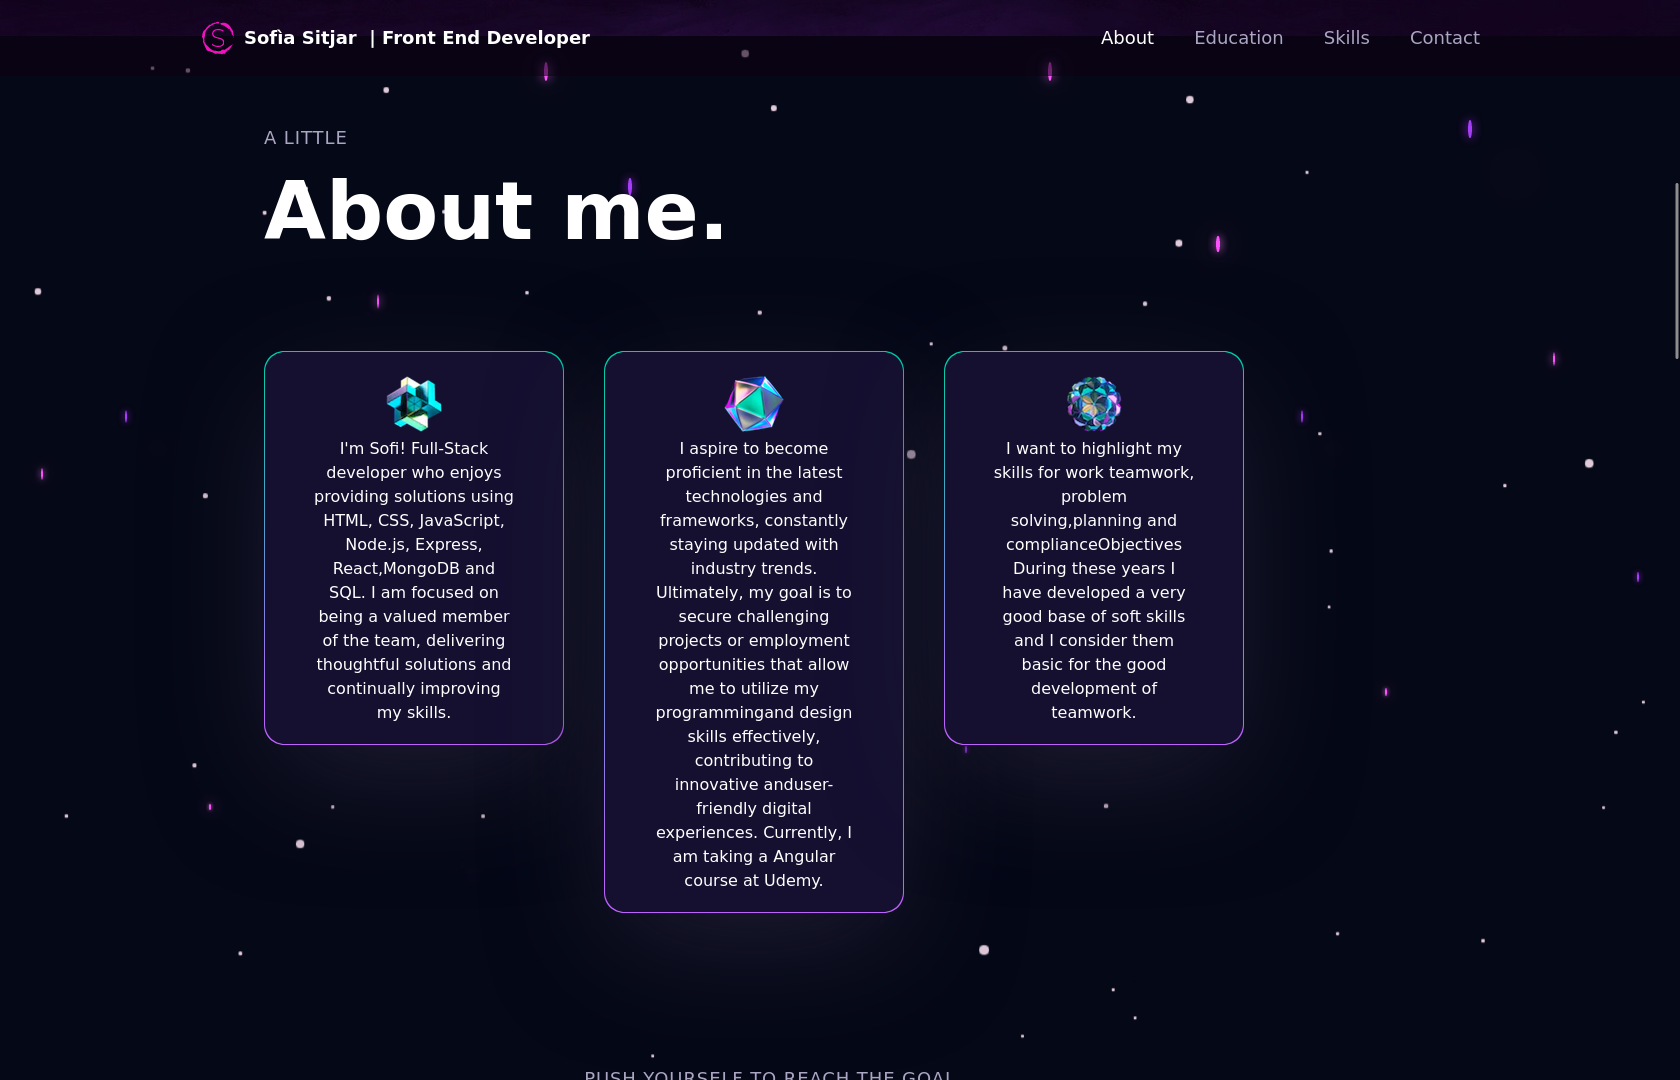 Sofìa Sitjar | Front End Developer
About
Education
Skills
Contact
A LITTLE
About me.
I'm Sofi! Full-Stack
developer who enjoys
providing solutions using
HTML, CSS, JavaScript,
Node.js, Express,
React,MongoDB and
SQL. I am focused on
being a valued member
of the team, delivering
thoughtful solutions and
continually improving
my skills.
I aspire to become
proficient in the latest
technologies and
frameworks, constantly
staying updated with
industry trends.
Ultimately, my goal is to
secure challenging
projects or employment
opportunities that allow
me to utilize my
programmingand design
skills effectively,
contributing to
innovative anduser-
friendly digital
experiences. Currently, I
am taking a Angular
course at Udemy.
I want to highlight my
skills for work teamwork,
problem
solving,planning and
complianceObjectives
During these years I
have developed a very
good base of soft skills
and I consider them
basic for the good
development of
teamwork.
PUSH YOURSELF TO REACH THE GOAL